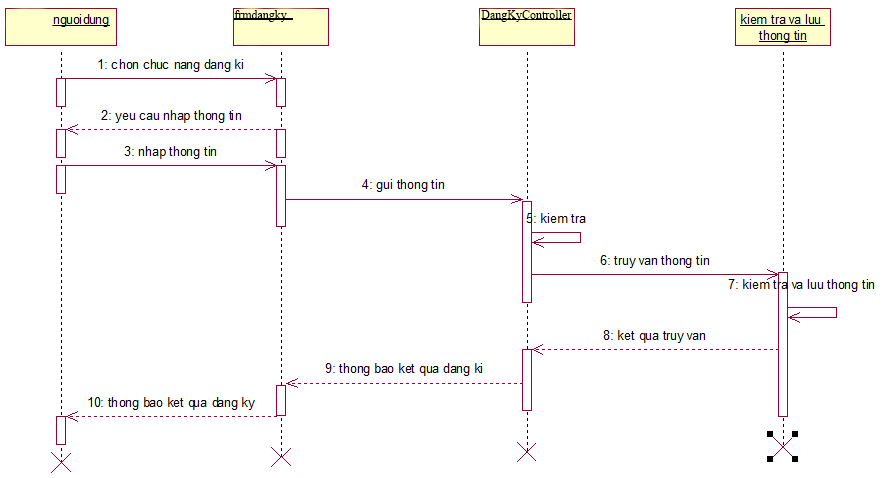 nguoidung
frmdangky
DangKyController
kiem tra va luu
thong tin
1: chon chuc nang dang ki
2: yeu cau nhap thong tin
3: nhap thong tin
4: gui thong tin
5: kiem tra
6: truy van thong tin
7: kiem tra va luu thong tin
8: ket qua truy van
9: thong bao ket qua dang ki
10: thong bao ket qua dang ky